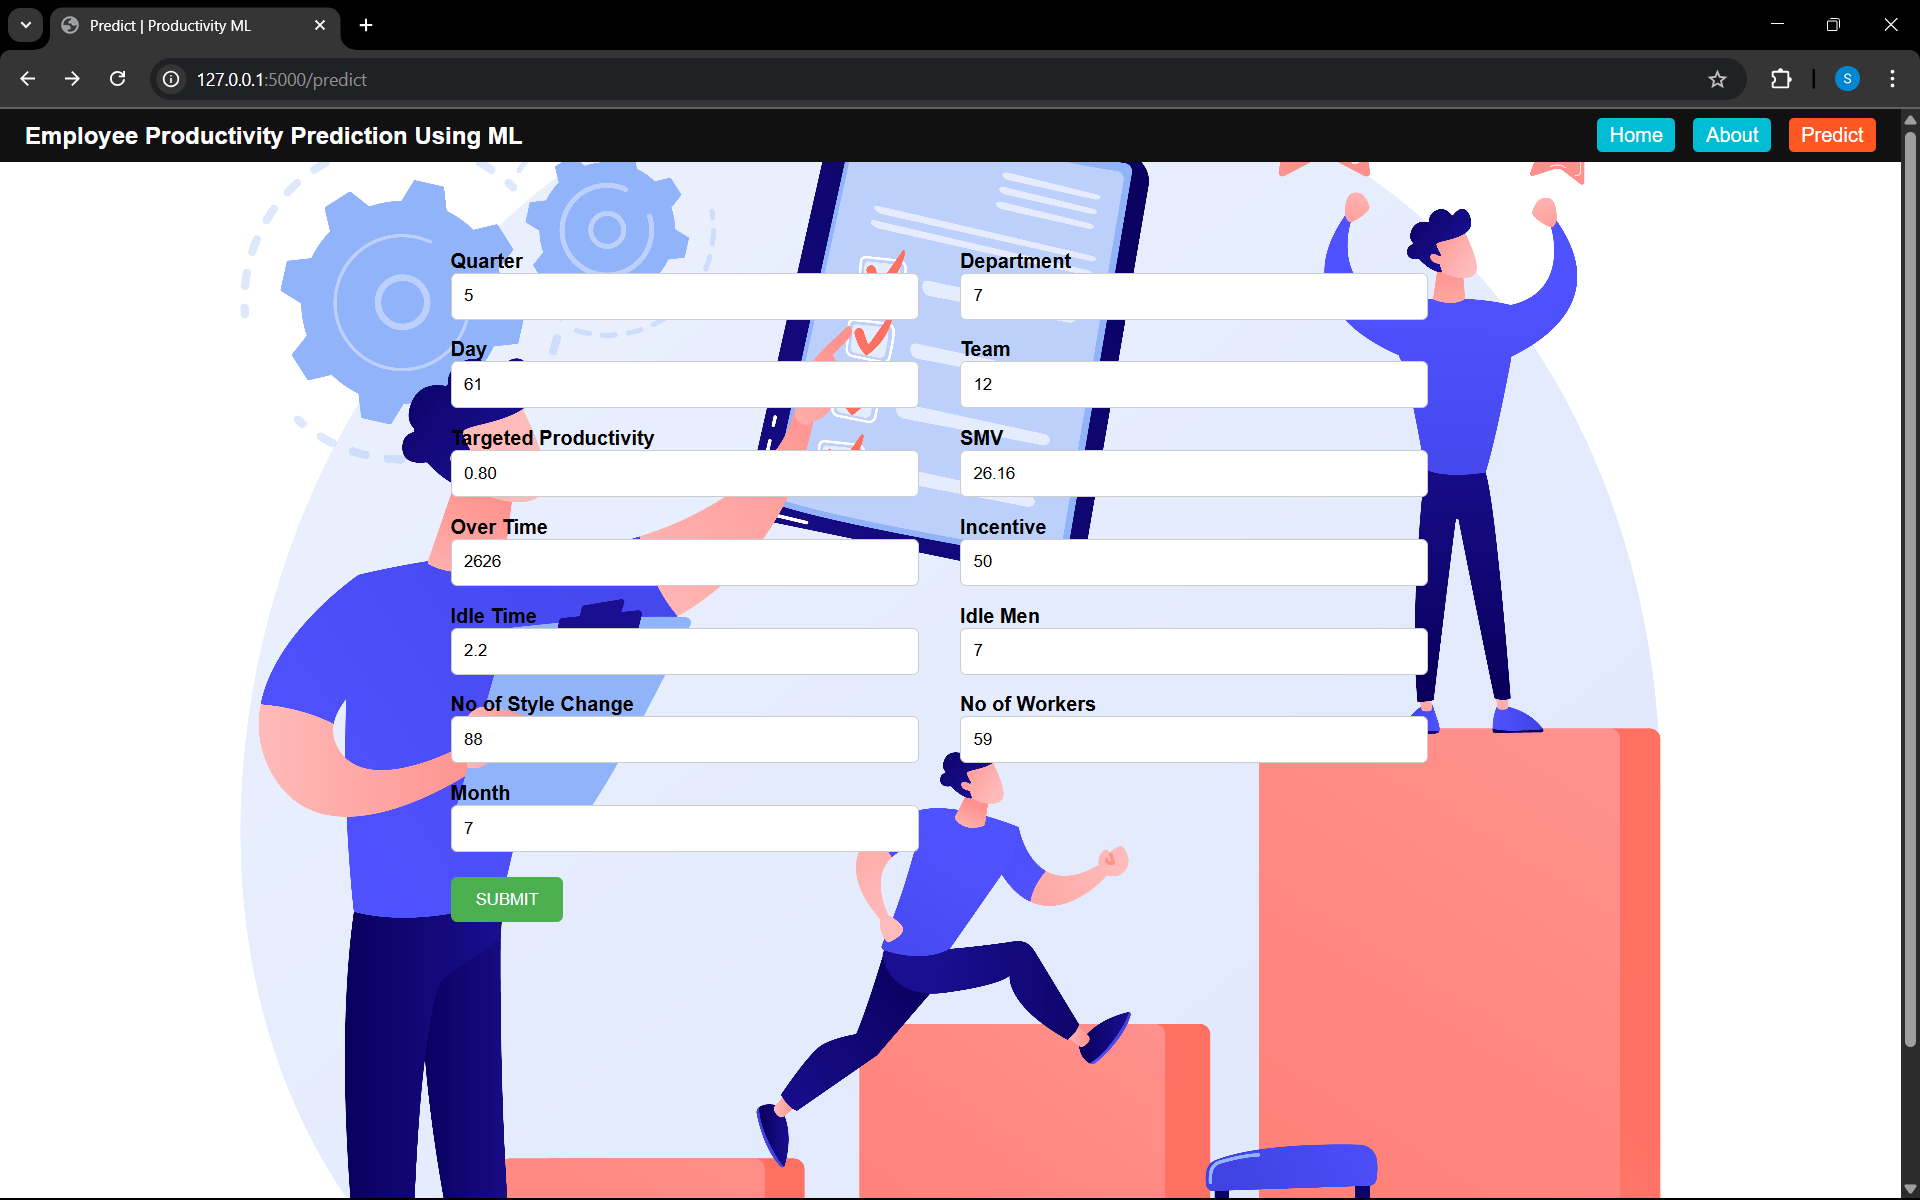 Predict | Productivity ML
127.0.0.1:5000/predict
S
Employee Productivity Prediction Using ML
Home
About
Predict
Quarter
Department
5
7
Day
Team
61
12
Targeted Productivity
SMV
0.80
26.16
Over Time
Incentive
2626
50
Idle Time
Idle Men
2.2
7
No of Style Change
No of Workers
88
59
Month
7
SUBMIT